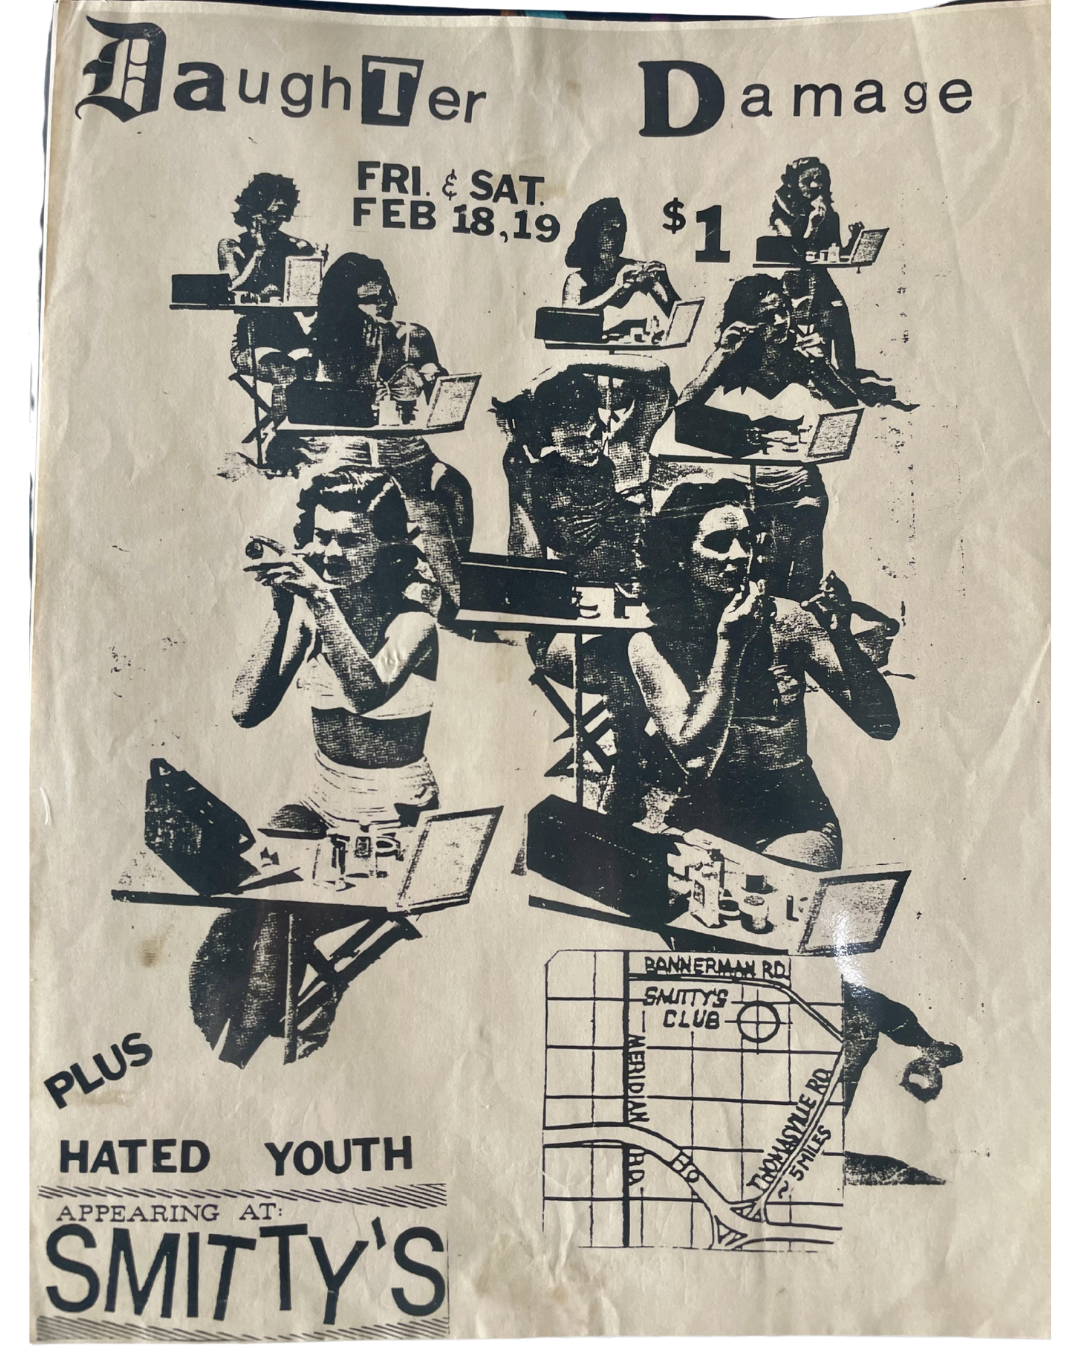 DaughTer Damage
FRI. & SAT.
FEB 18,19
$1
BANNERMAN RD.
SMITTY'S
CLUB
MERIDIAN RD.
THOMASVILLE RD.
~ 5 MILES
PLUS
HATED YOUTH
APPEARING AT:
SMITTY'S